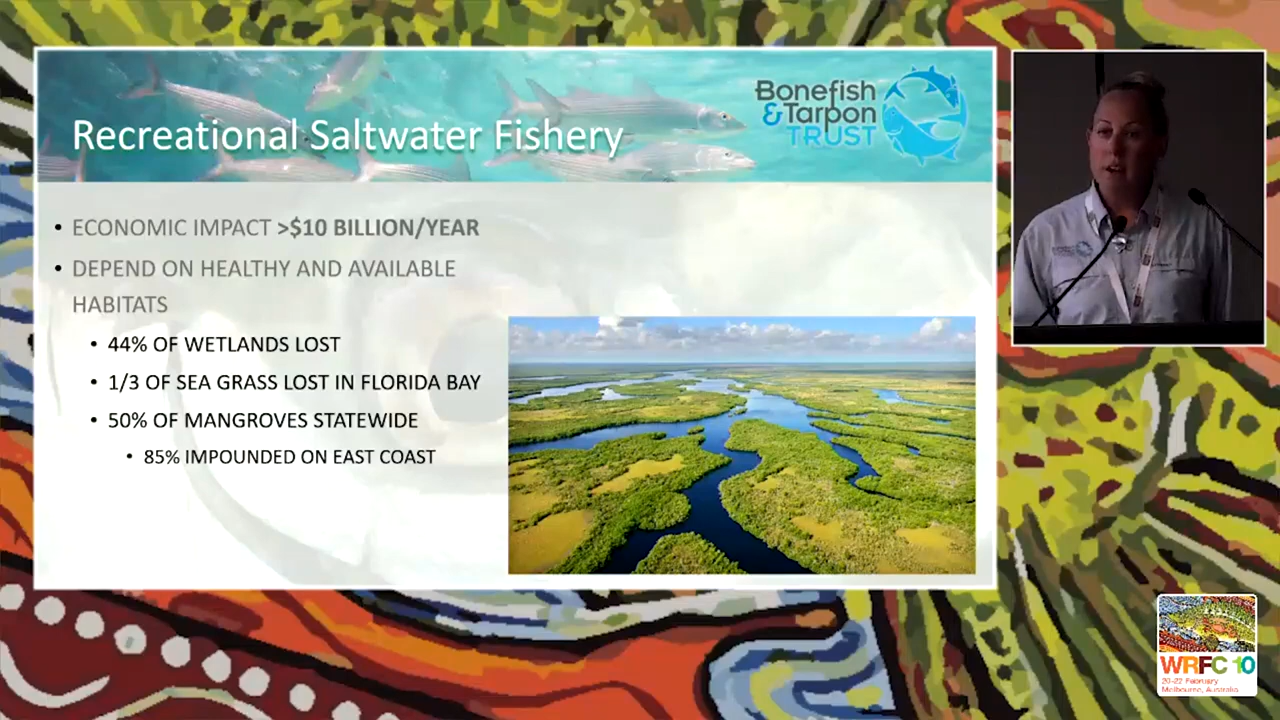 Recreational Saltwater Fishery
Bonefish
& Tarpon
TRUST
• ECONOMIC IMPACT >$10 BILLION/YEAR
• DEPEND ON HEALTHY AND AVAILABLE
HABITATS
• 44% OF WETLANDS LOST
• 1/3 OF SEA GRASS LOST IN FLORIDA BAY
• 50% OF MANGROVES STATEWIDE
• 85% IMPOUNDED ON EAST COAST
WRFC 10
20-22 February
Melbourne, Australia